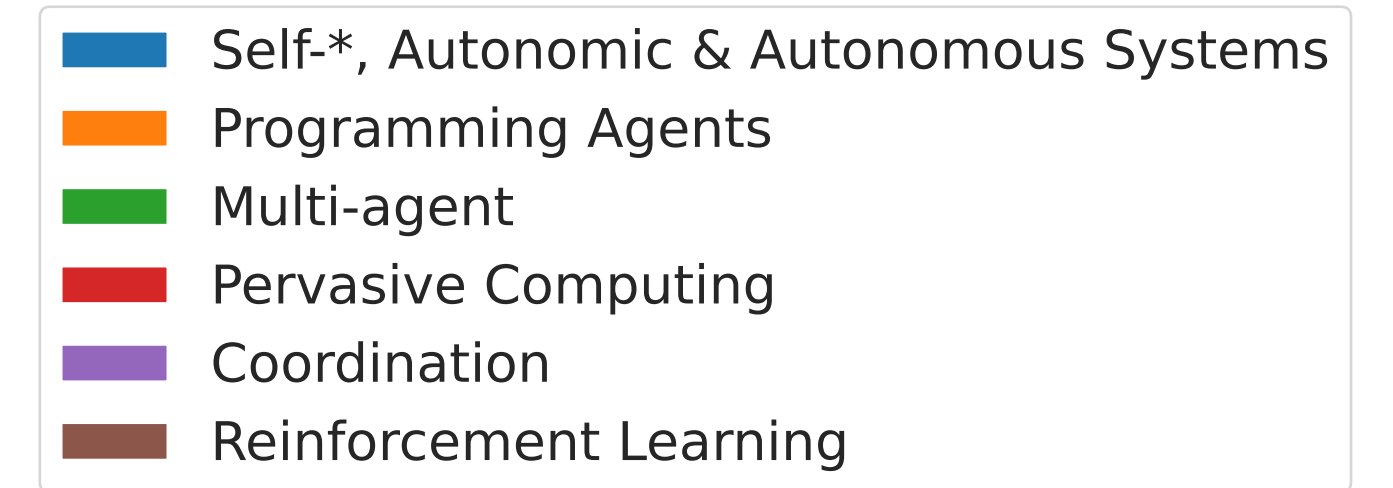 Self-*, Autonomic & Autonomous Systems
Programming Agents
Multi-agent
Pervasive Computing
Coordination
Reinforcement Learning